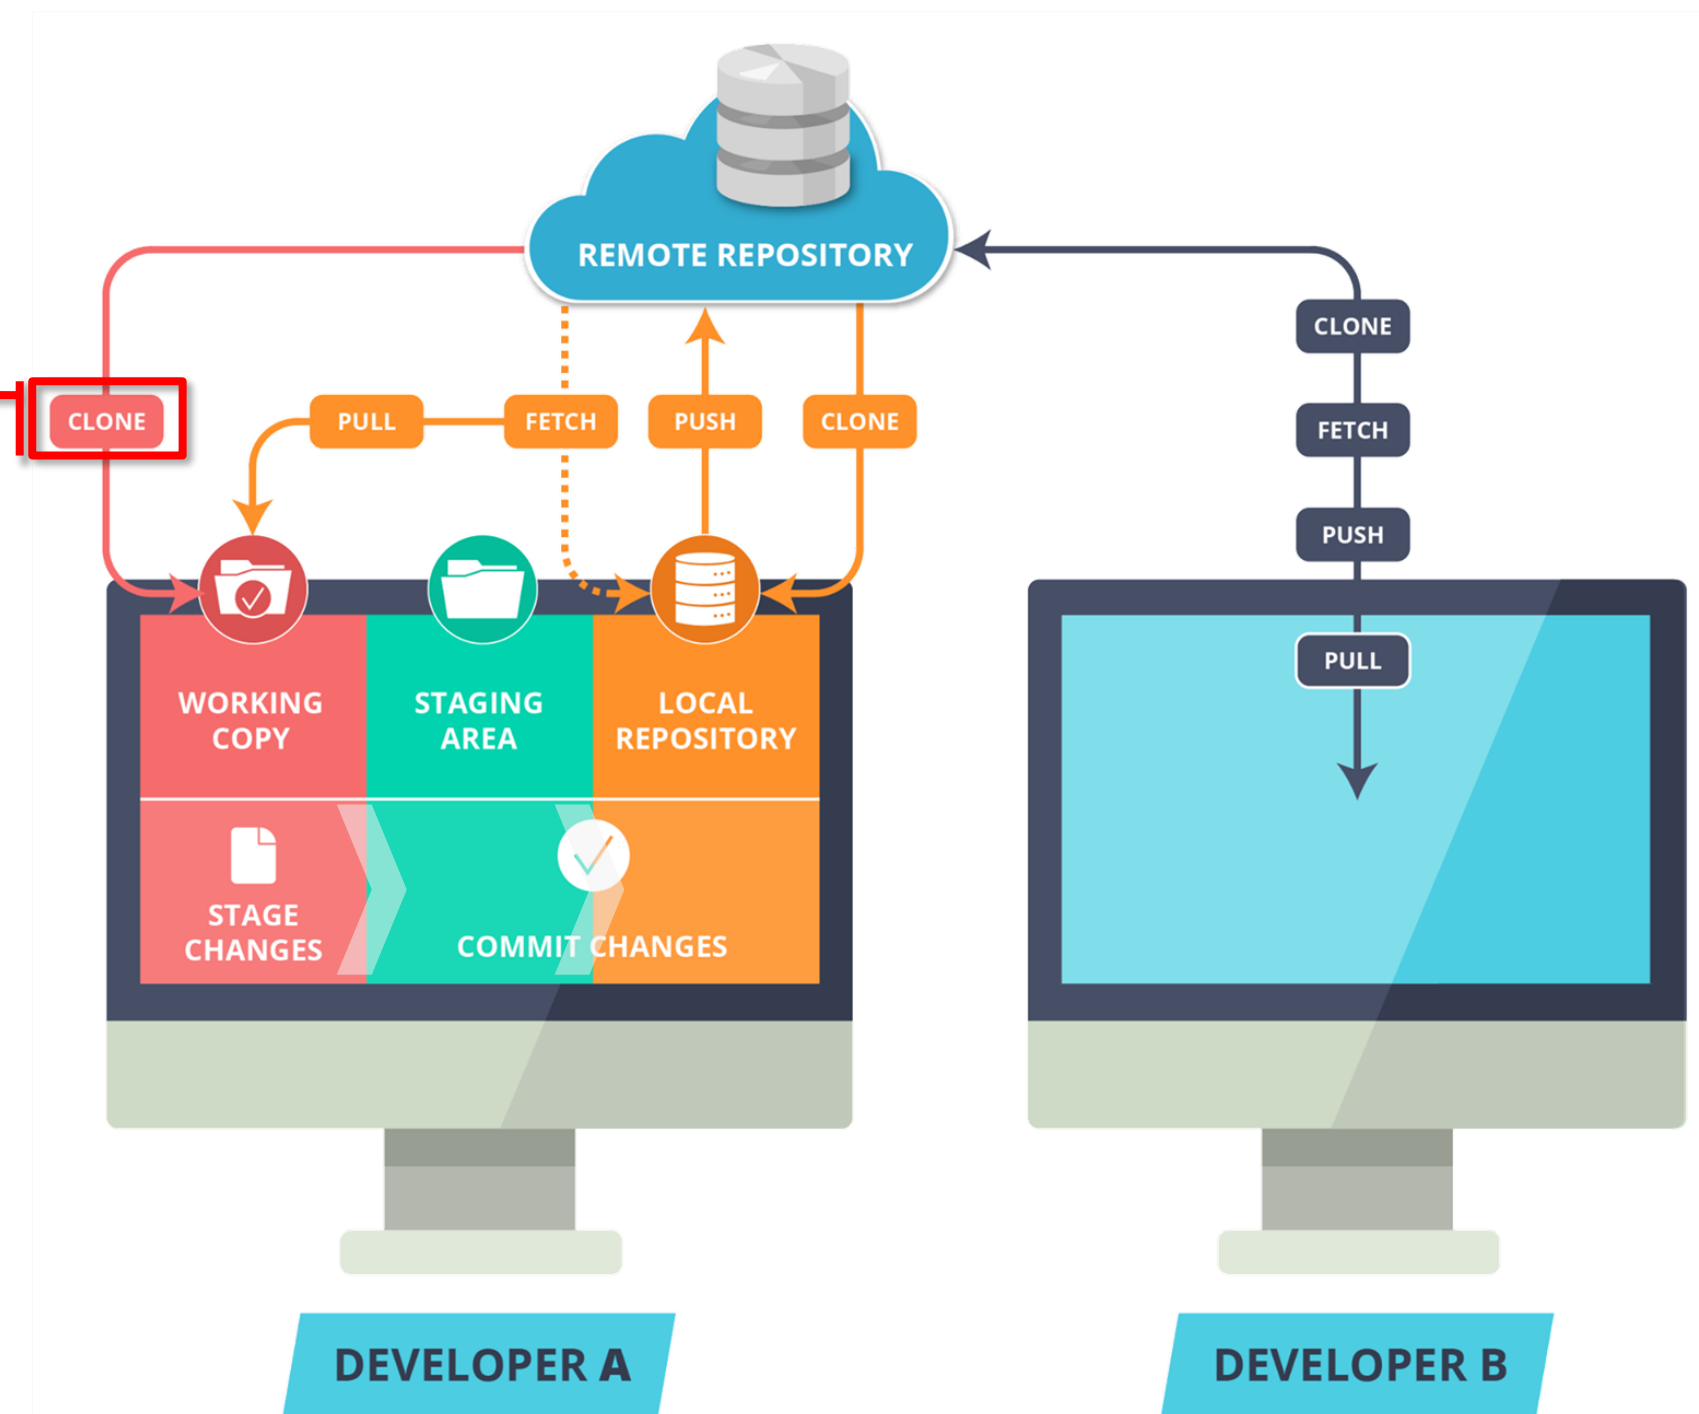 REMOTE REPOSITORY
CLONE
PULL
FETCH
PUSH
CLONE
CLONE
FETCH
PUSH
PULL
WORKING
COPY
STAGING
AREA
LOCAL
REPOSITORY
STAGE
CHANGES
COMMIT CHANGES
DEVELOPER A
DEVELOPER B